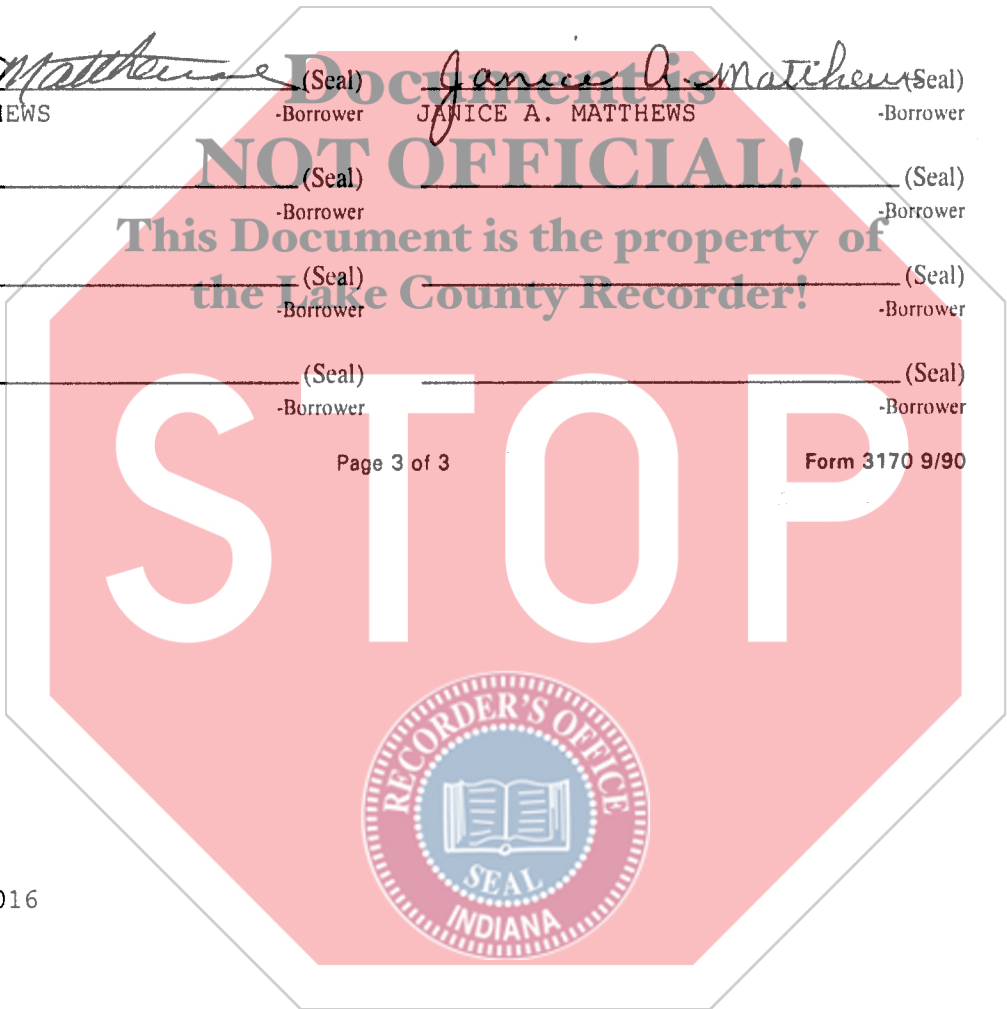 Matthews (Seal) Janice A. Matthews (Seal)
EWS -Borrower JANICE A. MATTHEWS -Borrower
Document is
NOT OFFICIAL!
(Seal) (Seal)
-Borrower -Borrower
This Document is the property of
the Lake County Recorder!
(Seal) (Seal)
-Borrower -Borrower
(Seal) (Seal)
-Borrower -Borrower
STOP
Page 3 of 3 Form 3170 9/90
RECORDER'S OFFICE
SEAL
INDIANA
016